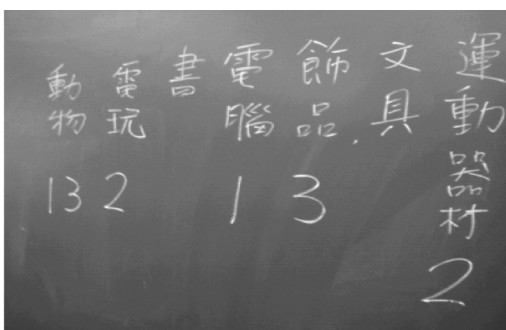 運動器材 2
文具
飾品 3
電腦 1
書
電玩 2
動物 13